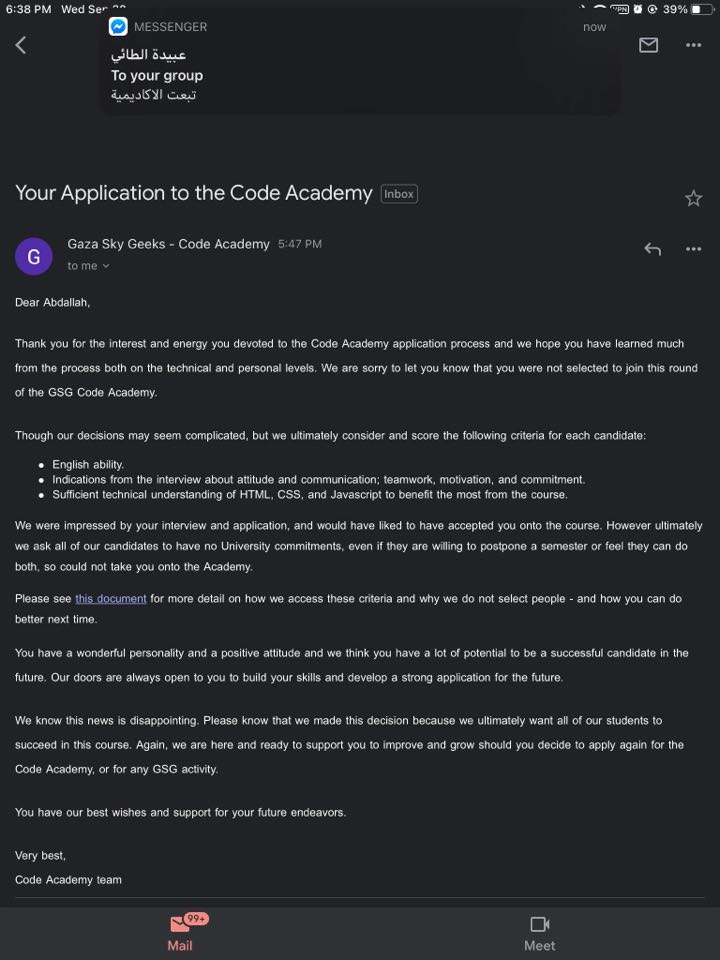 6:38 PM Wed Sep 39%
MESSENGER now
عبيدة الطائي
To your group
تبعت الاكاديمية
Your Application to the Code Academy Inbox
G
Gaza Sky Geeks - Code Academy 5:47 PM
to me
Dear Abdallah,
Thank you for the interest and energy you devoted to the Code Academy application process and we hope you have learned much
from the process both on the technical and personal levels. We are sorry to let you know that you were not selected to join this round
of the GSG Code Academy.
Though our decisions may seem complicated, but we ultimately consider and score the following criteria for each candidate:
• English ability.
• Indications from the interview about attitude and communication; teamwork, motivation, and commitment.
• Sufficient technical understanding of HTML, CSS, and Javascript to benefit the most from the course.
We were impressed by your interview and application, and would have liked to have accepted you onto the course. However ultimately
we ask all of our candidates to have no University commitments, even if they are willing to postpone a semester or feel they can do
both, so could not take you onto the Academy.
Please see this document for more detail on how we access these criteria and why we do not select people - and how you can do
better next time.
You have a wonderful personality and a positive attitude and we think you have a lot of potential to be a successful candidate in the
future. Our doors are always open to you to build your skills and develop a strong application for the future.
We know this news is disappointing. Please know that we made this decision because we ultimately want all of our students to
succeed in this course. Again, we are here and ready to support you to improve and grow should you decide to apply again for the
Code Academy, or for any GSG activity.
You have our best wishes and support for your future endeavors.
Very best,
Code Academy team
99+
Mail Meet